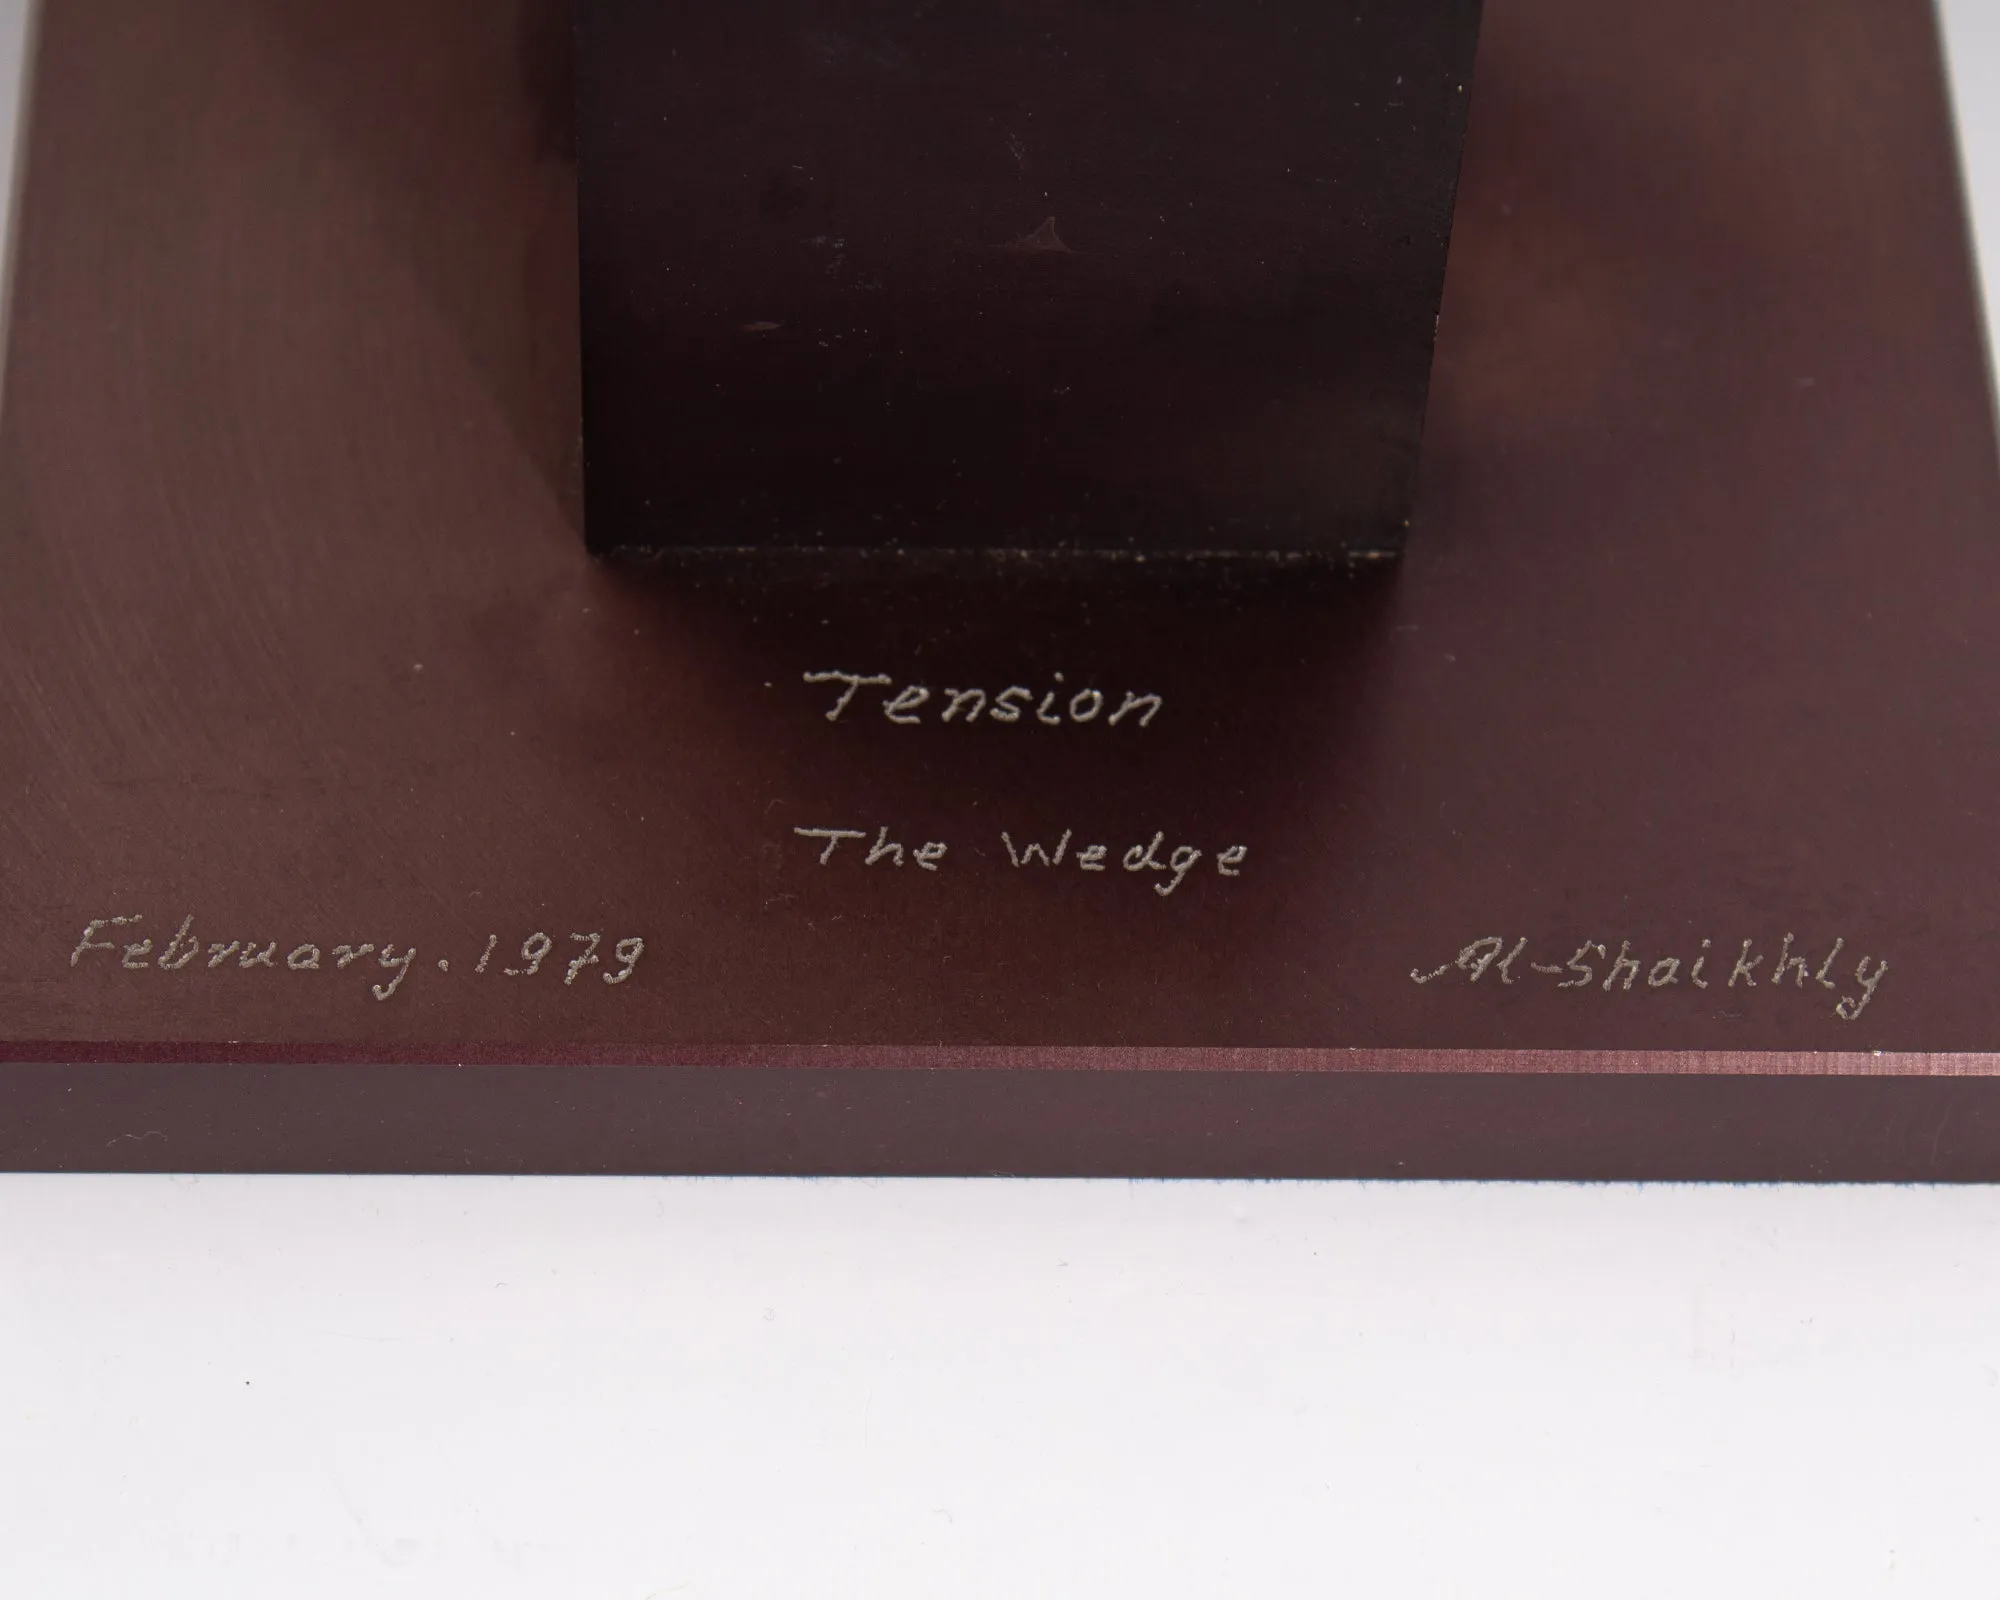 Tension
The Wedge
February.1979
Al-Shaikhly